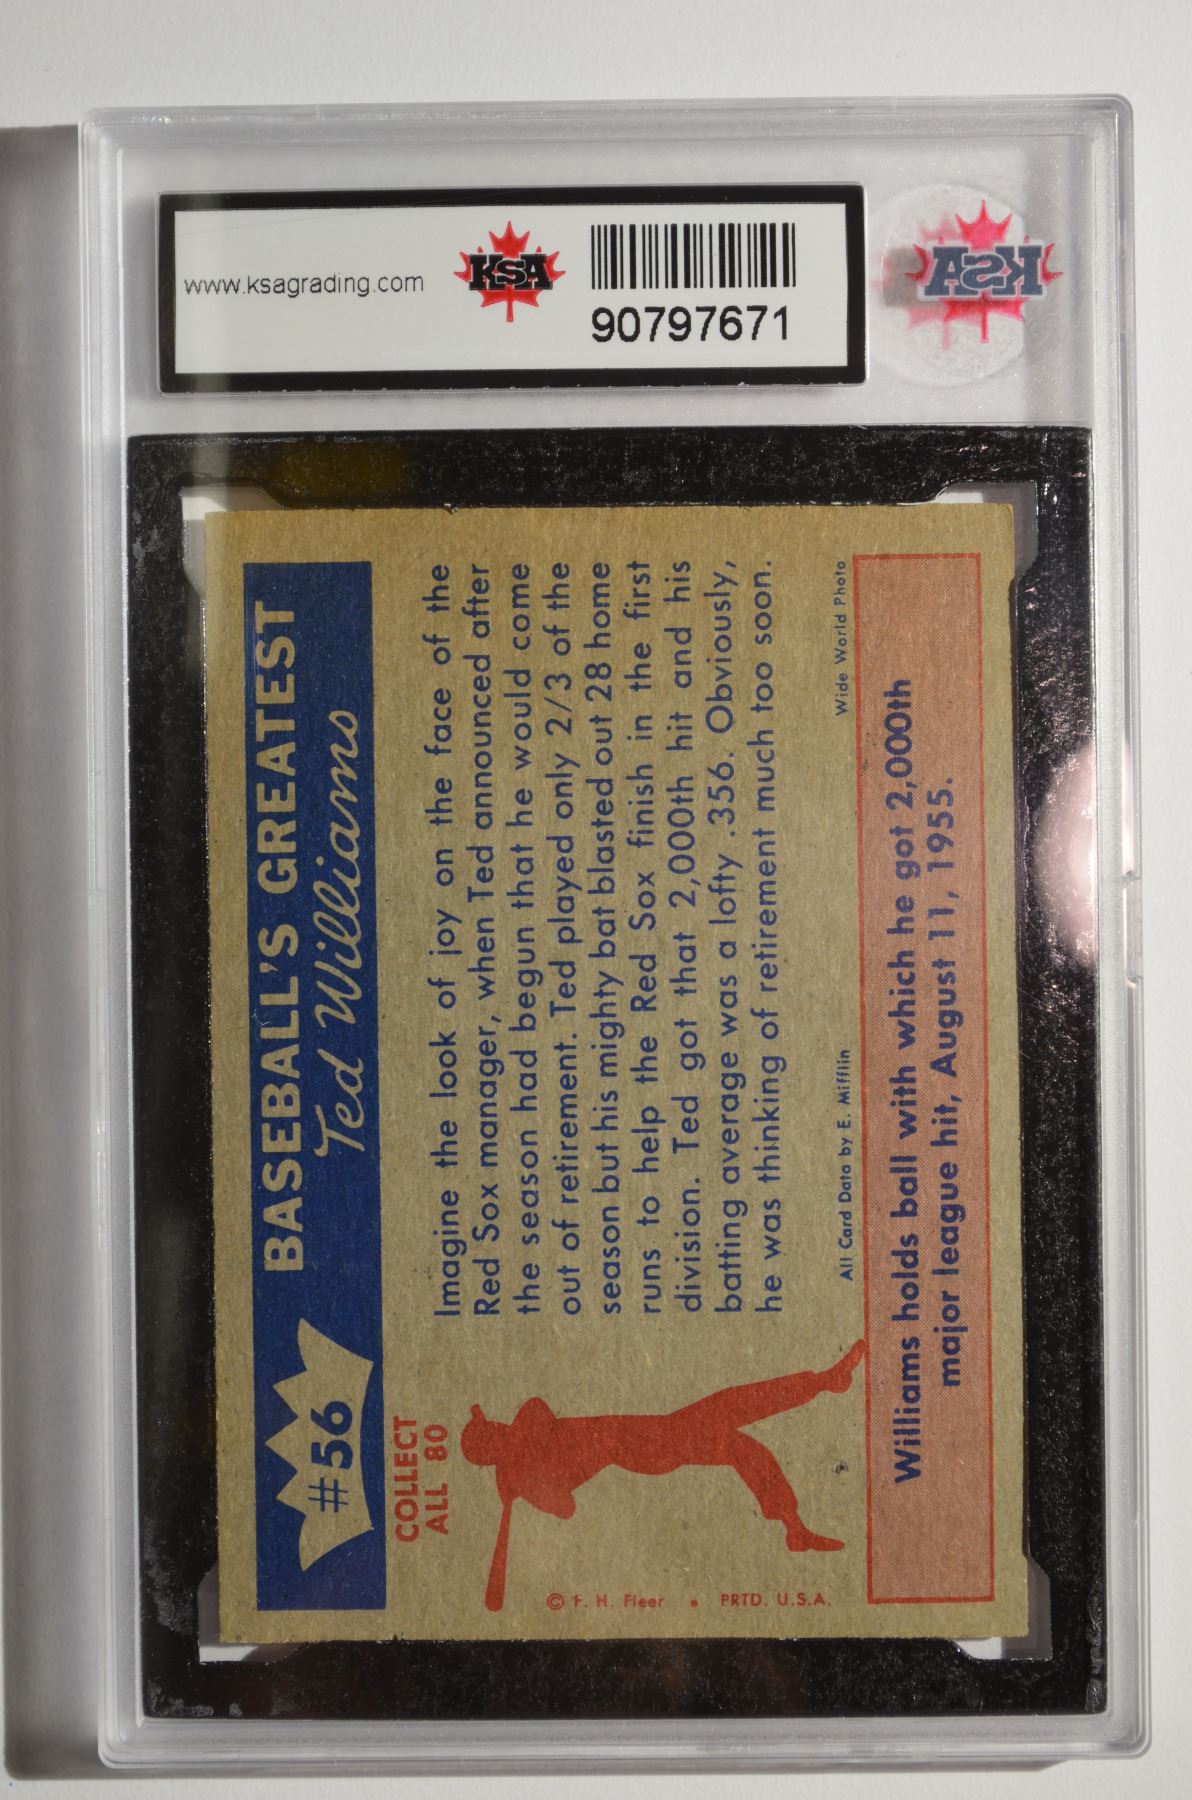 www.ksagrading.com
KSA
90797671
KSA
#56
BASEBALL'S GREATEST
Ted Williams
COLLECT
ALL 80
Imagine the look of joy on the face of the
Red Sox manager, when Ted announced after
the season had begun that he would come
out of retirement. Ted played only 2/3 of the
season but his mighty bat blasted out 28 home
runs to help the Red Sox finish in the first
division. Ted got that 2,000th hit and his
batting average was a lofty .356. Obviously,
he was thinking of retirement much too soon.
© F. H. Fleer • PRTD. U.S.A.
All Card Data by E. Mifflin
Wide World Photo
Williams holds ball with which he got 2,000th
major league hit, August 11, 1955.